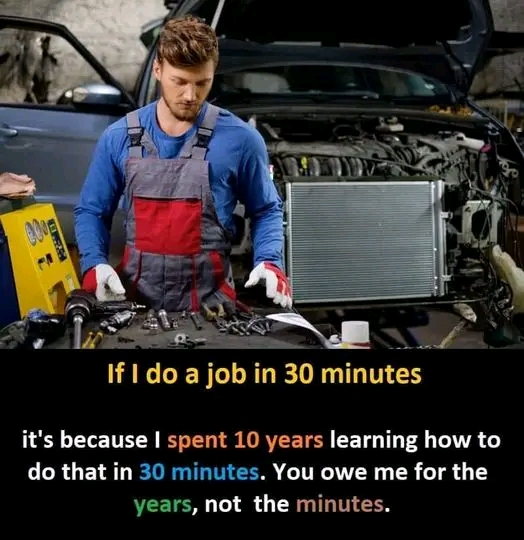 If I do a job in 30 minutes
it's because I spent 10 years learning how to
do that in 30 minutes. You owe me for the
years, not the minutes.